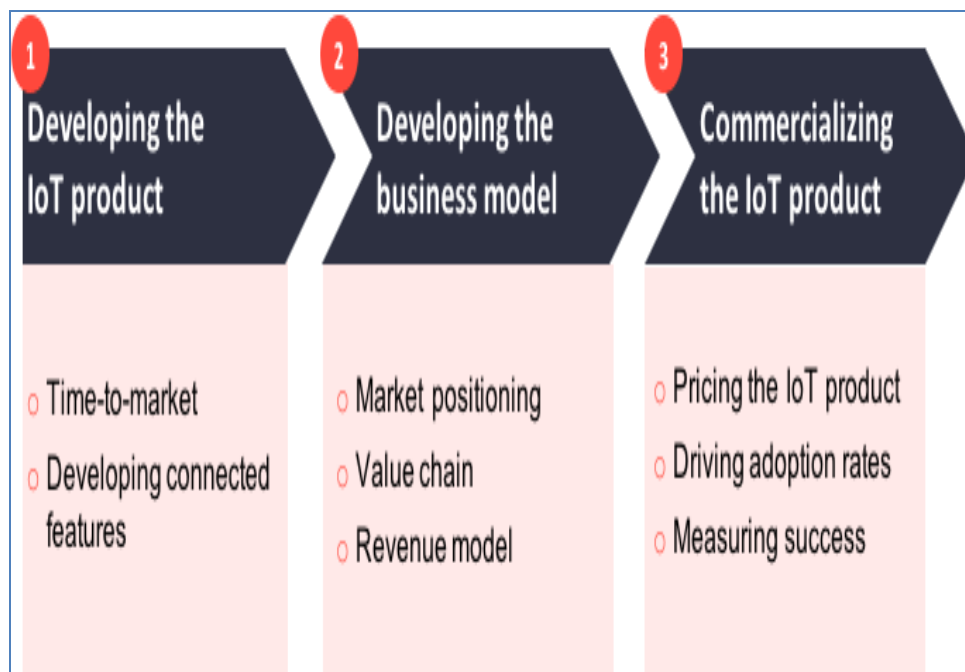 1
Developing the
IoT product
Time-to-market
Developing connected
features
2
Developing the
business model
Market positioning
Value chain
Revenue model
3
Commercializing
the IoT product
Pricing the IoT product
Driving adoption rates
Measuring success